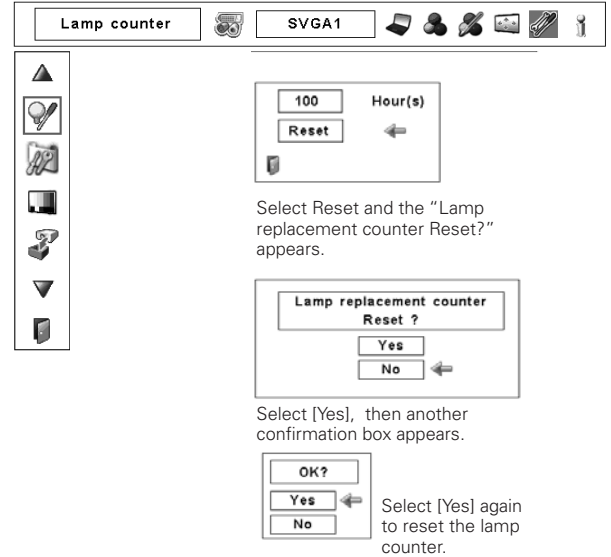 Lamp counter
SVGA1
100 Hour(s)
Reset
Select Reset and the “Lamp
replacement counter Reset?”
appears.
Lamp replacement counter
Reset ?
Yes
No
Select [Yes],  then another
confirmation box appears.
OK?
Yes
No
Select [Yes] again
to reset the lamp
counter.